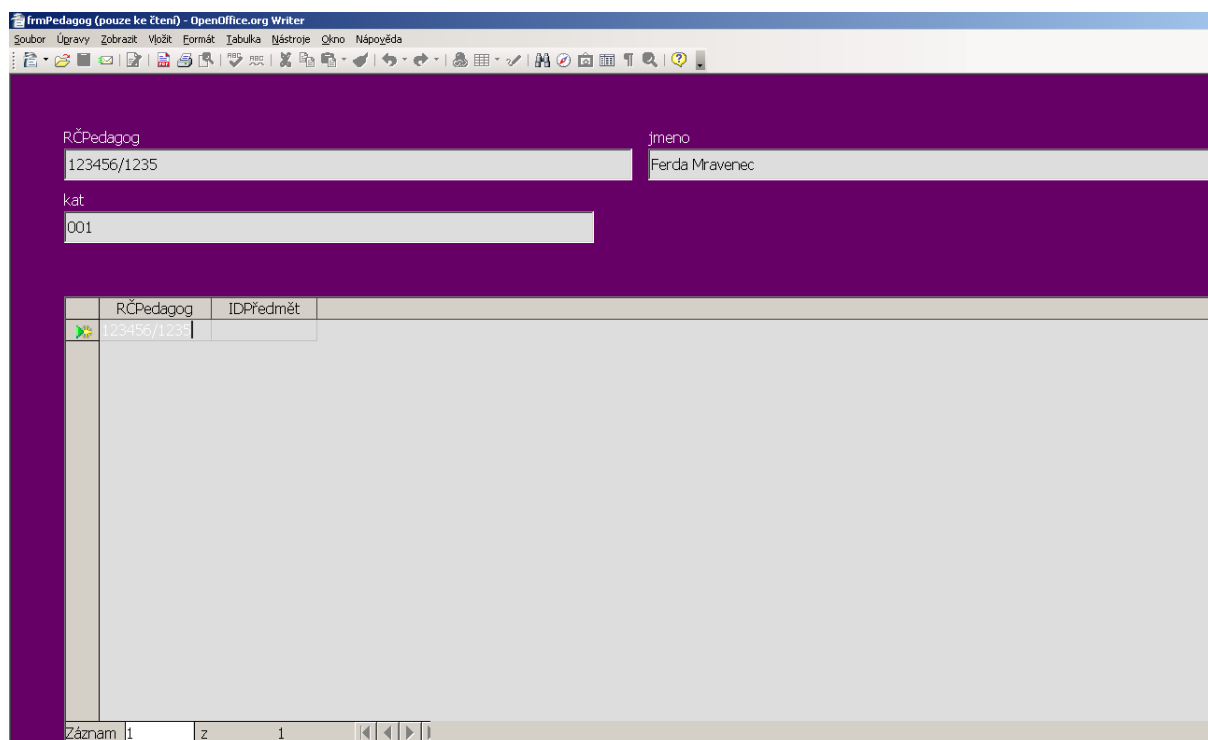 frmPedagog (pouze ke čtení) - OpenOffice.org Writer
Soubor Úpravy Zobrazit Vložit Formát Tabulka Nástroje Okno Nápověda
RČPedagog jmeno
123456/1235 Ferda Mravenec
kat
001
RČPedagog IDPředmět
123456/1235
Záznam 1 z 1